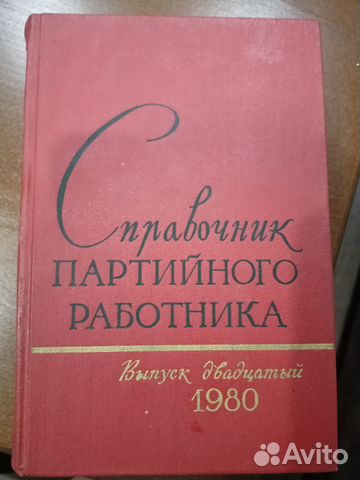 Справочник
ПАРТИЙНОГО
РАБОТНИКА
Выпуск двадцатый
1980
Avito